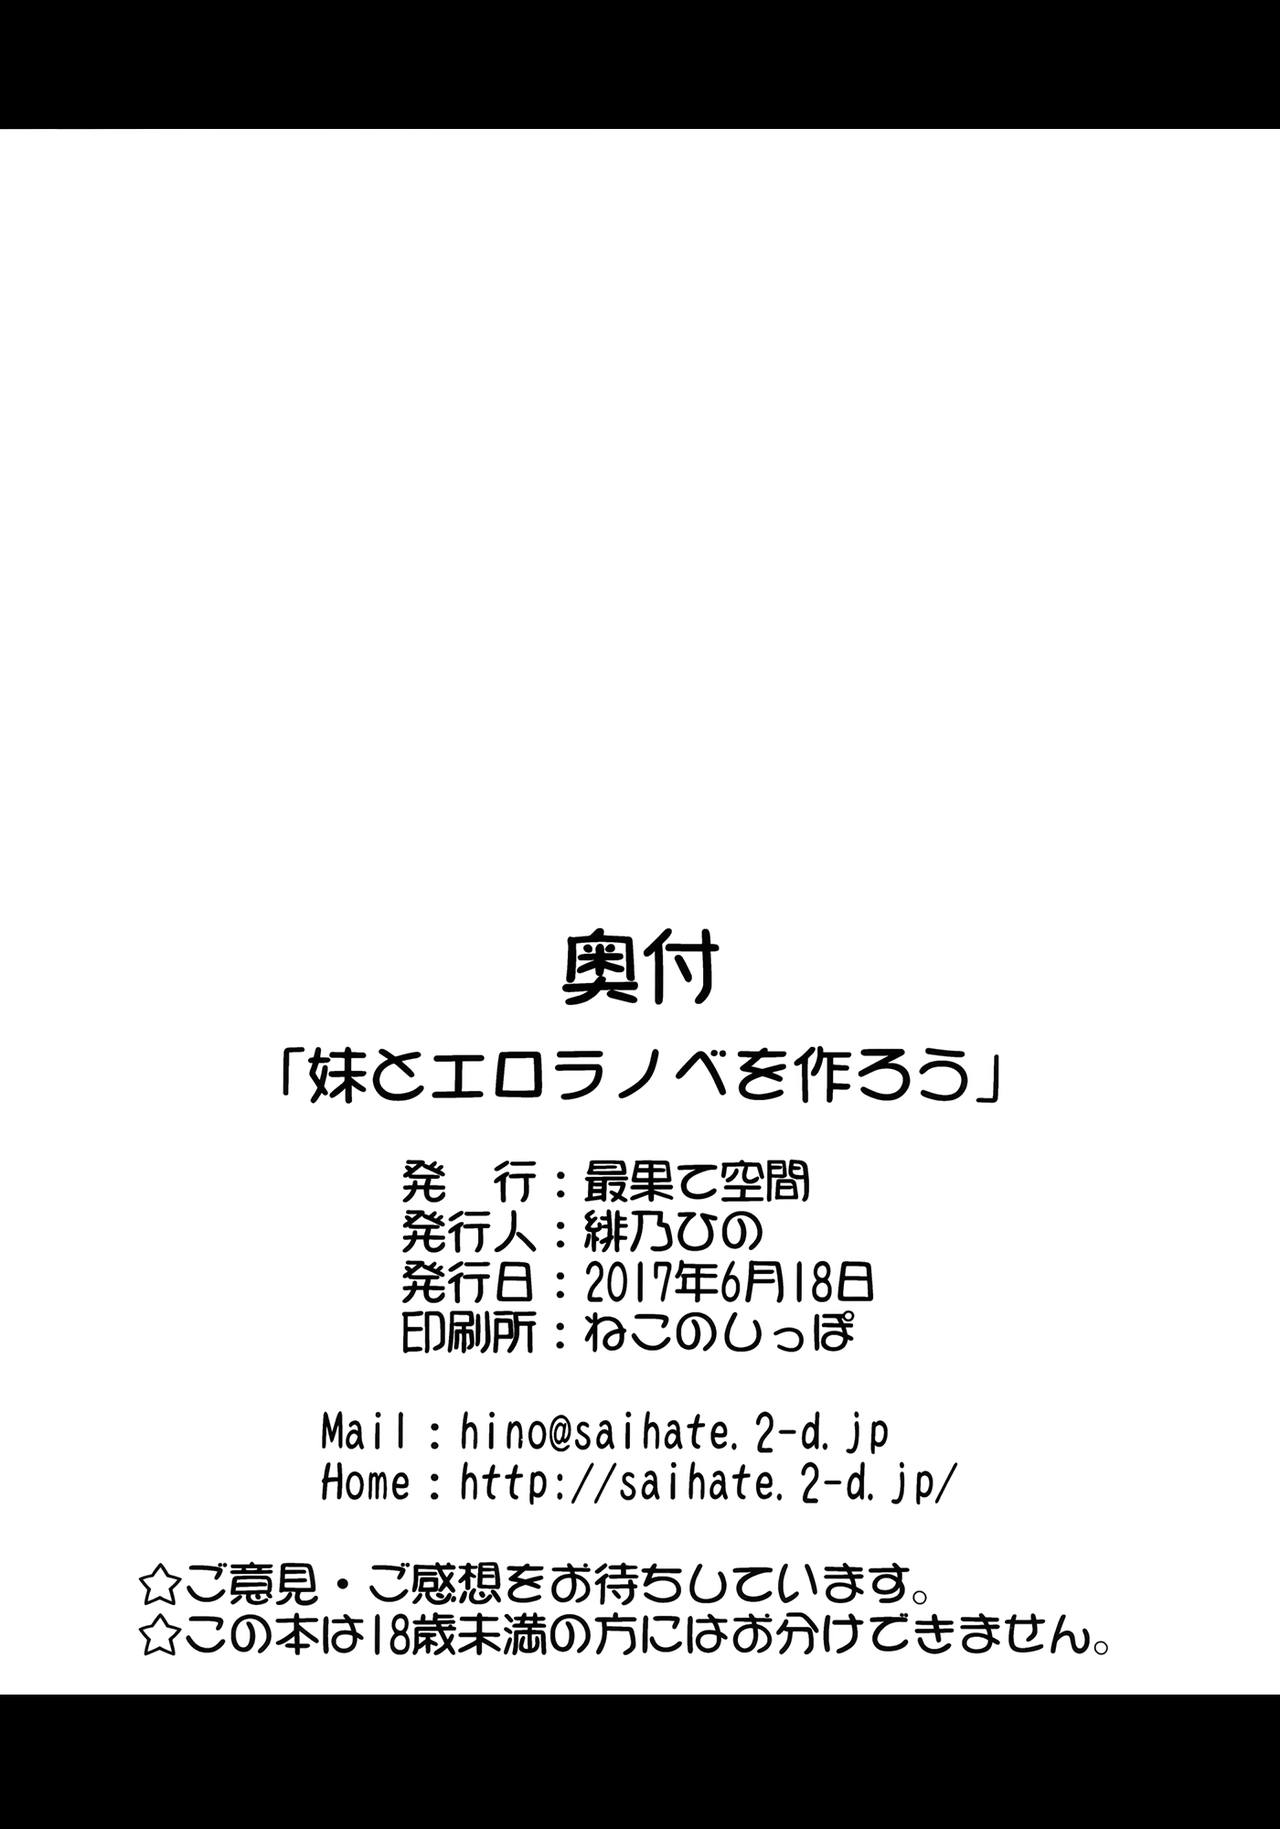 奥付
「妹とエロラノベを作ろう」
発　行：最果て空間
発行人：緋乃ひの
発行日：2017年6月18日
印刷所：ねこのしっぽ
Mail：hino@saihate.2-d.jp
Home：http://saihate.2-d.jp/
☆ご意見・ご感想をお待ちしています。
☆この本は18歳未満の方にはお分けできません。